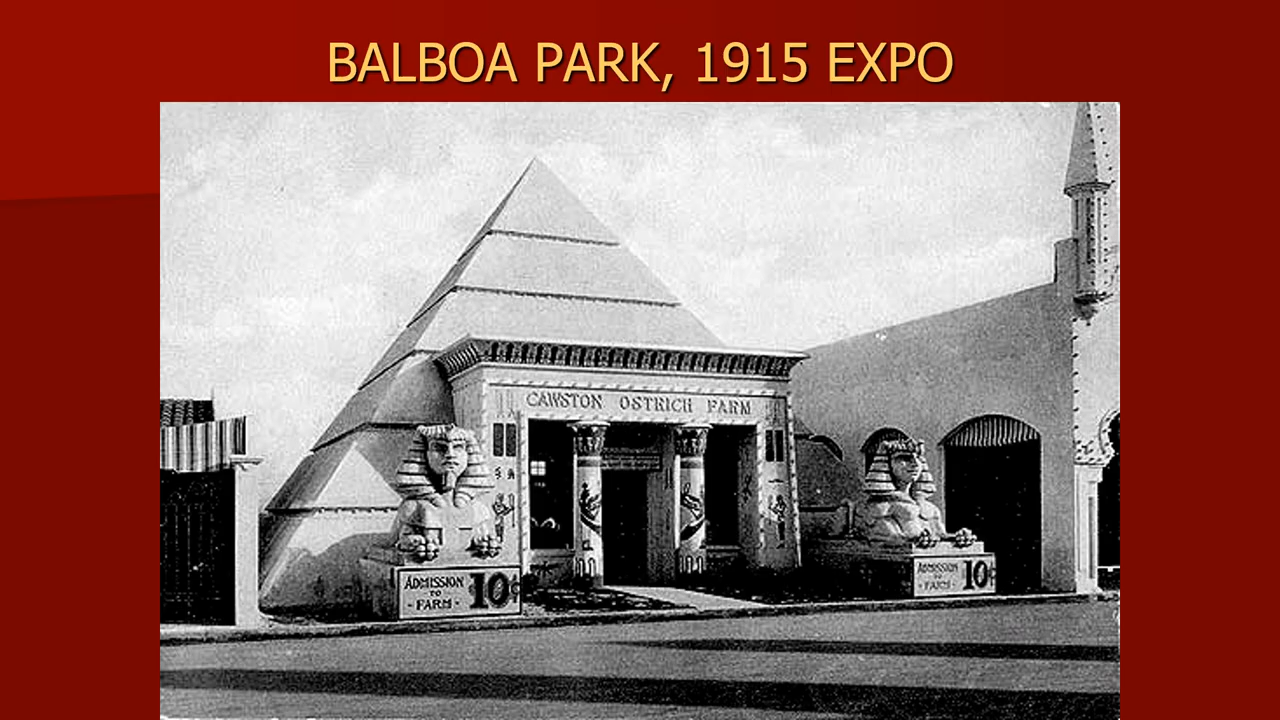 BALBOA PARK, 1915 EXPO
CAWSTON OSTRICH FARM
ADMISSION
TO
- FARM -
10¢
ADMISSION
TO
- FARM -
10¢